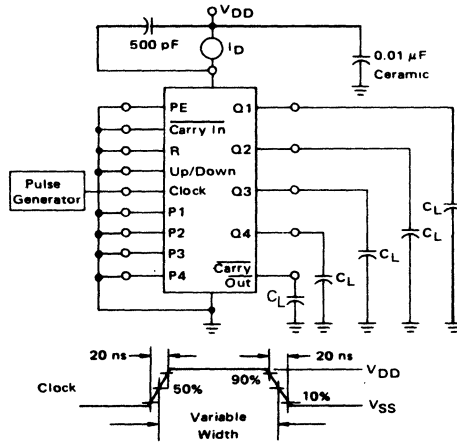 VDD
500 pF
ID
0.01 μF
Ceramic
PE
Q1
Carry In
R
Q2
Up/Down
Pulse
Generator
Clock
Q3
P1
P2
Q4
P3
P4
Carry
Out
CL
CL
CL
CL
CL
20 ns
20 ns
Clock
50%
90%
10%
VDD
VSS
Variable
Width